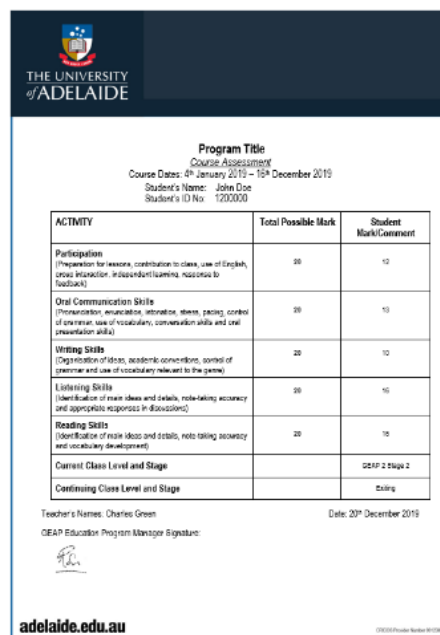 THE UNIVERSITY
of ADELAIDE
Program Title
Course Assessment
Course Dates: 4th January 2019 – 16th December 2019
Student's Name: John Doe
Student's ID No: 1200000
ACTIVITY Total Possible Mark Student
Mark/Comment
Participation
(Preparation for lessons, contribution to class, use of English,
cross interaction, independent learning, response to
feedback)
20 12
Oral Communication Skills
(Pronunciation, enunciation, intonation, stress, pacing, control
of grammar, use of vocabulary, conversation skills and oral
presentation skills)
20
Writing Skills
(Organisation of ideas, academic conventions, control of
grammar and use of vocabulary relevant to the genre)
20 10
Listening Skills
(Identification of main ideas and details, note-taking accuracy
and appropriate responses in discussions)
20
Reading Skills
(Identification of main ideas and details, note-taking accuracy
and vocabulary development)
20
Current Class Level and Stage GEAP 2 Stage 2
Continuing Class Level and Stage Exiting
Teacher's Names: Charles Green Date: 20th December 2019
GEAP Education Program Manager Signature:
adelaide.edu.au